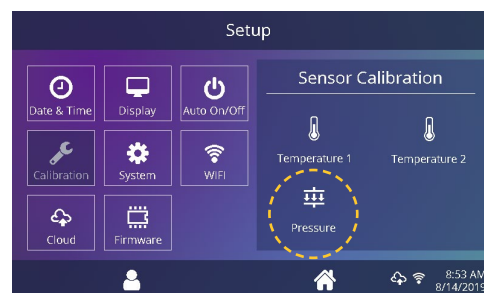 Setup
Date & Time
Display
Auto On/Off
Calibration
System
WIFI
Cloud
Firmware
Sensor Calibration
Temperature 1
Temperature 2
Pressure
8:53 AM
8/14/2019